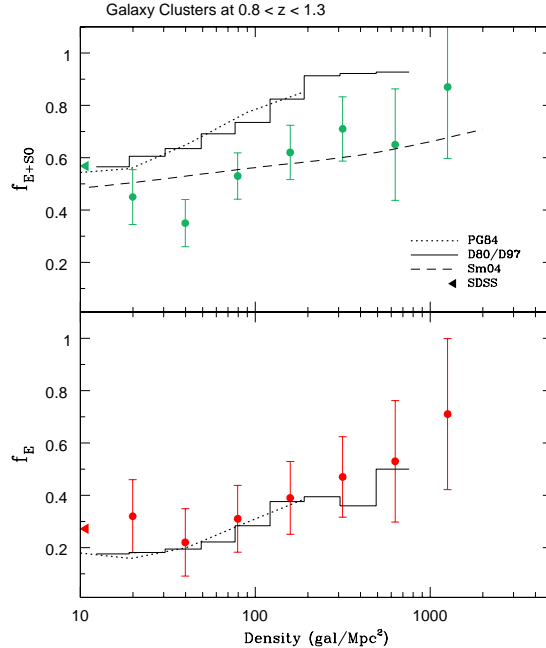 Galaxy Clusters at 0.8 < z < 1.3
1
0.8
0.6
0.4
0.2
f_{E+S0}
PG84
D80/D97
Sm04
SDSS
1
0.8
0.6
0.4
0.2
f_E
10
100
1000
Density (gal/Mpc²)